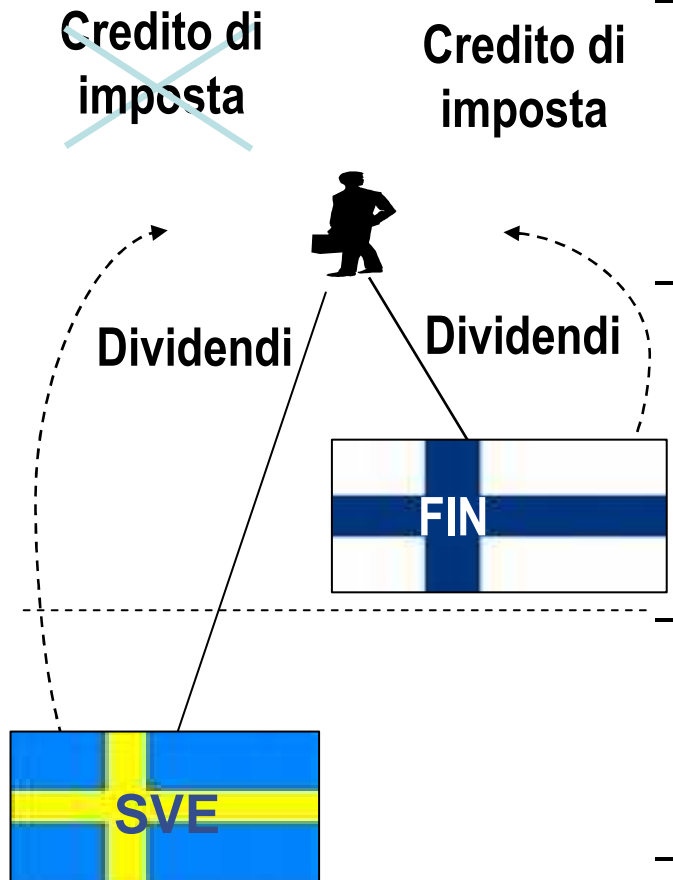 Credito di
imposta
Credito di
imposta
Dividendi
Dividendi
FIN
SVE